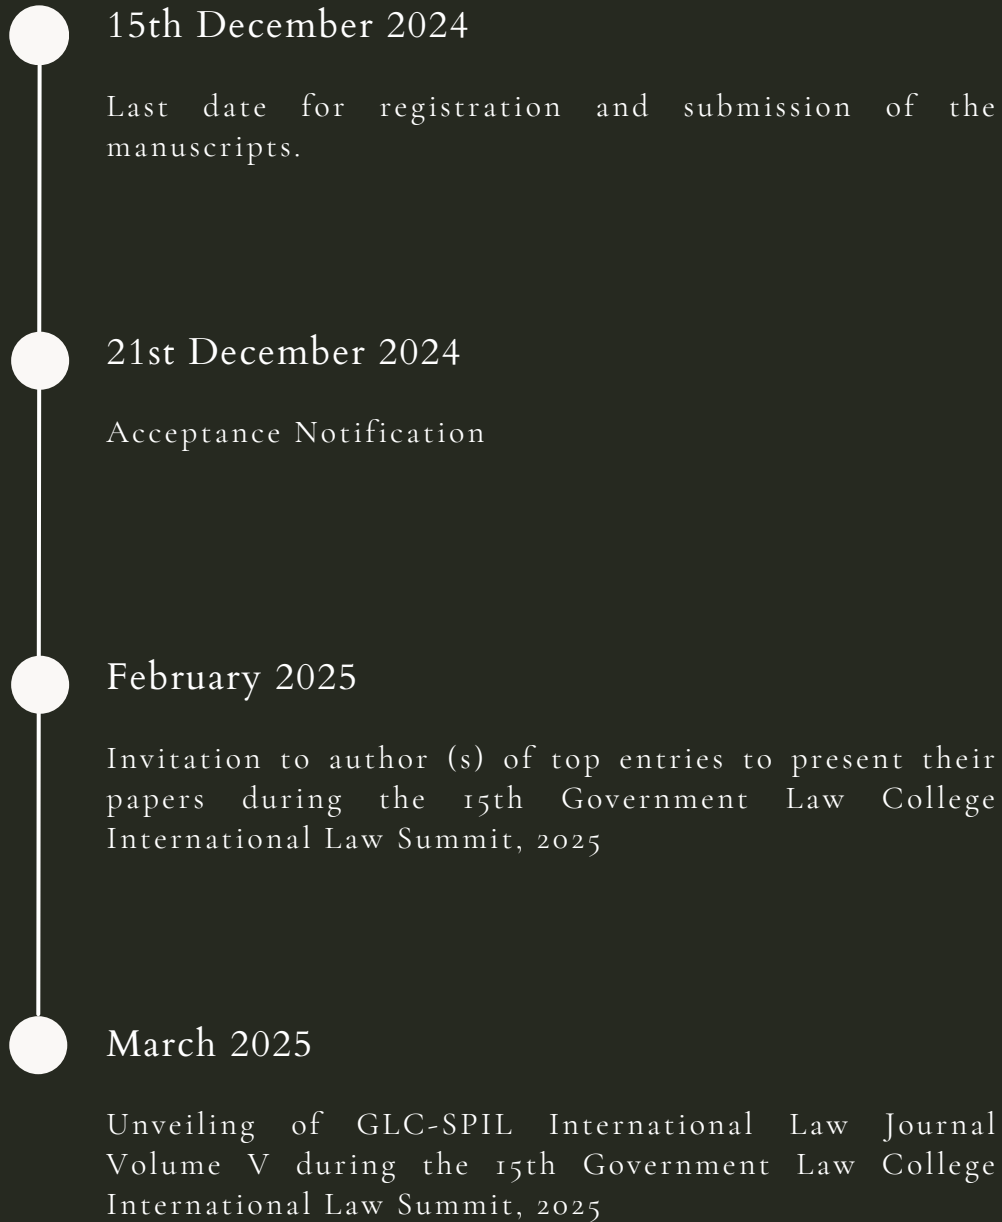 15th December 2024
Last date for registration and submission of the
manuscripts.
21st December 2024
Acceptance Notification
February 2025
Invitation to author (s) of top entries to present their
papers during the 15th Government Law College
International Law Summit, 2025
March 2025
Unveiling of GLC-SPIL International Law Journal
Volume V during the 15th Government Law College
International Law Summit, 2025